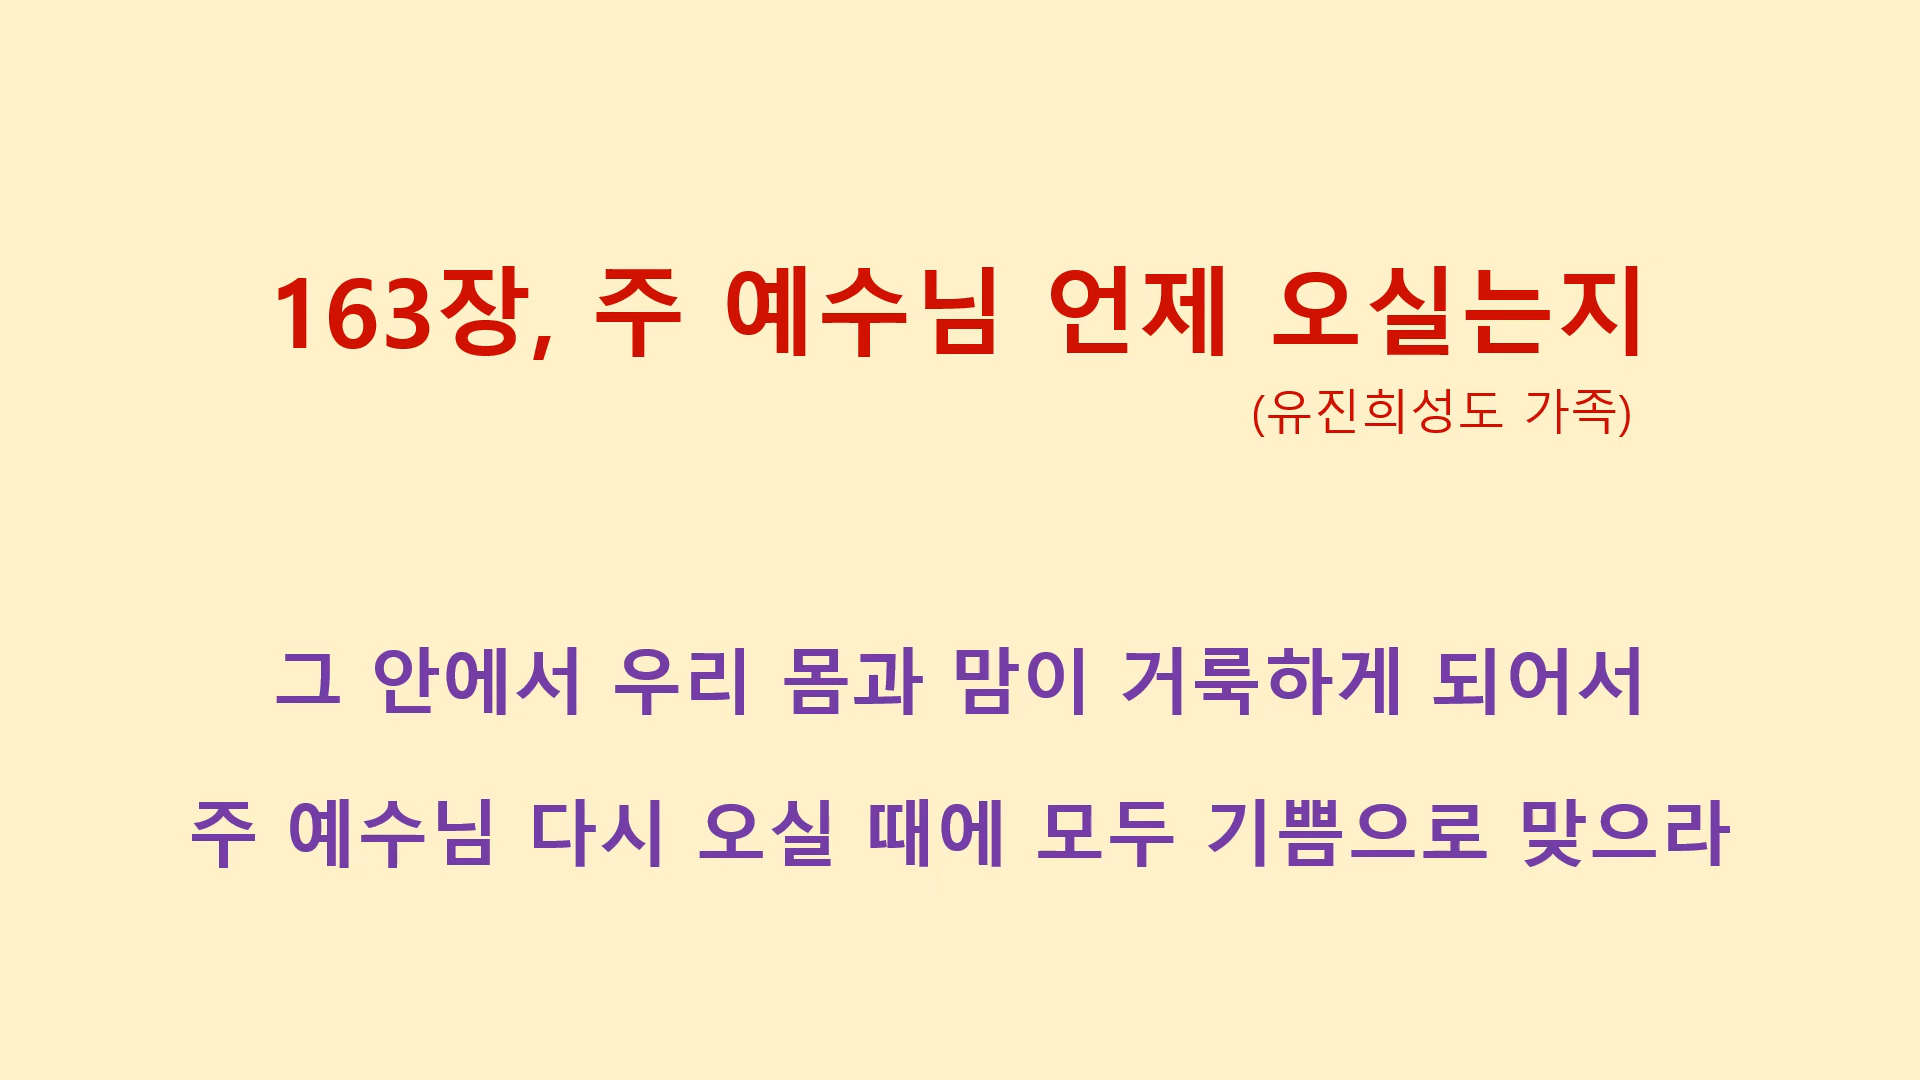 163장, 주 예수님 언제 오실는지
(유진희성도 가족)
그 안에서 우리 몸과 맘이 거룩하게 되어서
주 예수님 다시 오실 때에 모두 기쁨으로 맞으라